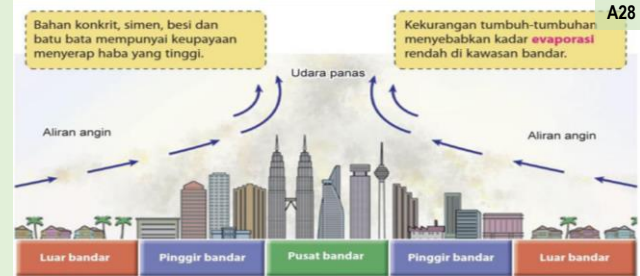 A28
Bahan konkrit, simen, besi dan
batu bata mempunyai keupayaan
menyerap haba yang tinggi.
Kekurangan tumbuh-tumbuhan
menyebabkan kadar evaporasi
rendah di kawasan bandar.
Udara panas
Aliran angin
Aliran angin
Luar bandar
Pinggir bandar
Pusat bandar
Pinggir bandar
Luar bandar